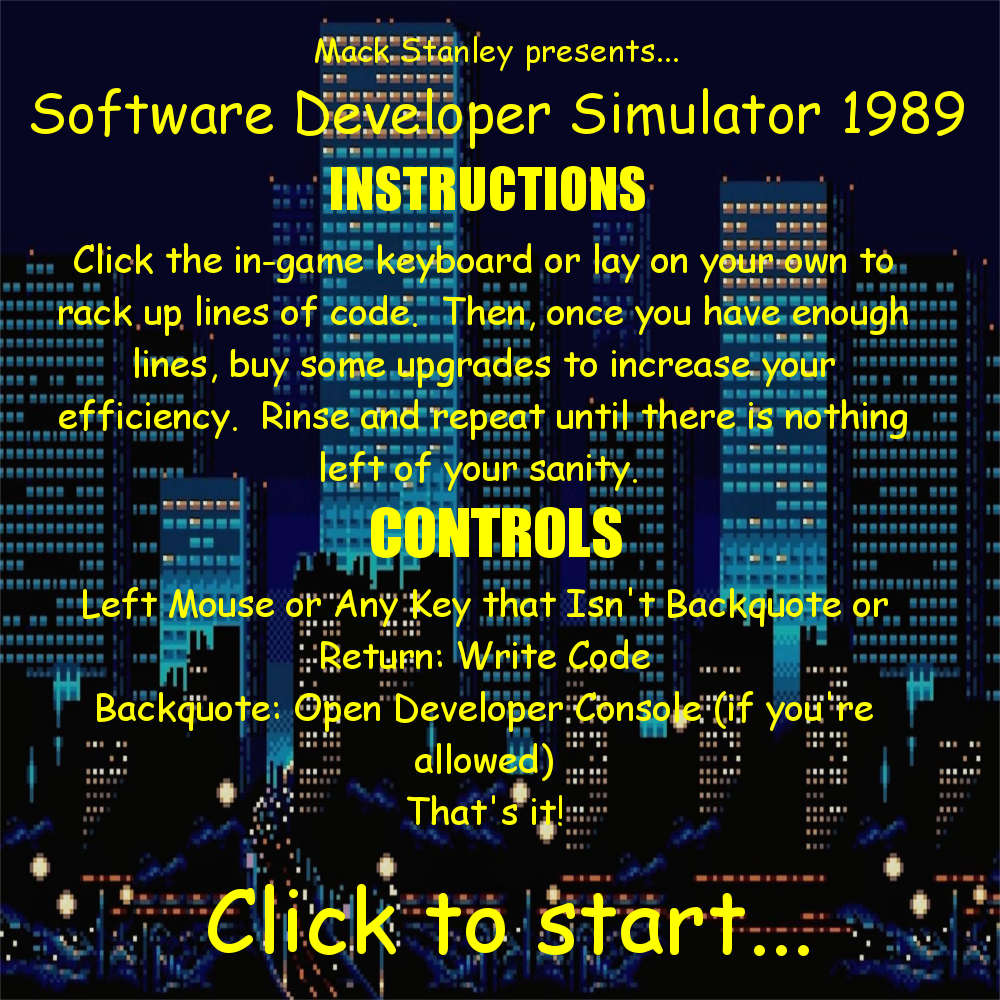 Mack Stanley presents...
Software Developer Simulator 1989
INSTRUCTIONS
Click the in-game keyboard or lay on your own to
rack up lines of code.  Then, once you have enough
lines, buy some upgrades to increase your
efficiency.  Rinse and repeat until there is nothing
left of your sanity.
CONTROLS
Left Mouse or Any Key that Isn't Backquote or
Return: Write Code
Backquote: Open Developer Console (if you're
allowed)
That's it!
Click to start...